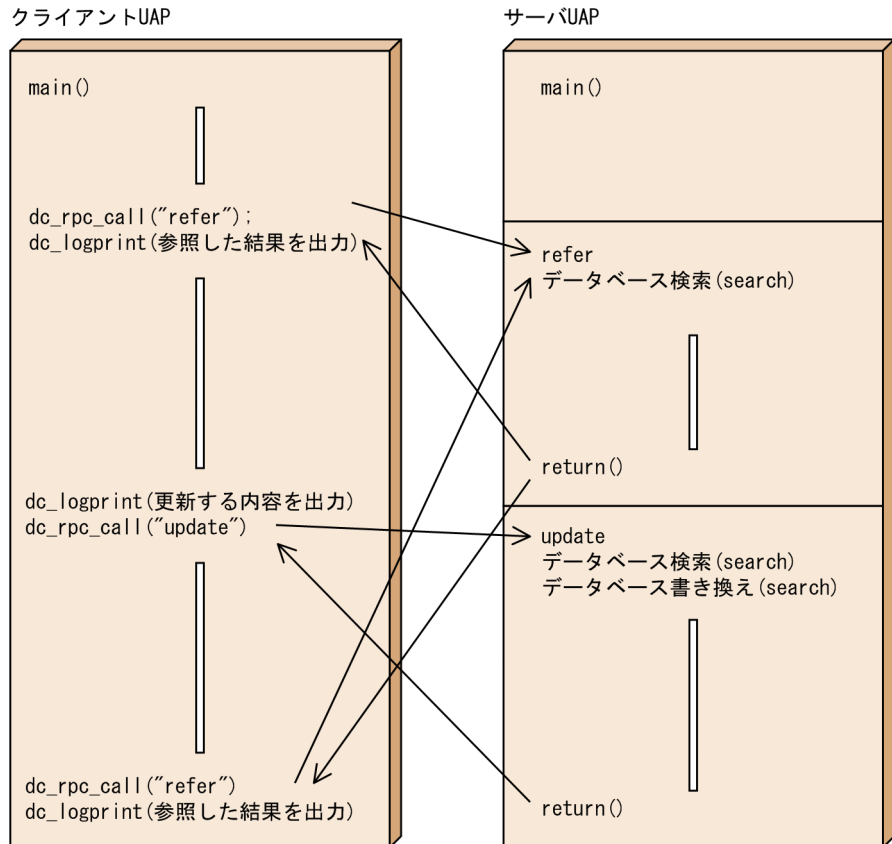 クライアントUAP
main()
dc_rpc_call("refer");
dc_logprint(参照した結果を出力)
dc_logprint(更新する内容を出力)
dc_rpc_call("update")
dc_rpc_call("refer")
dc_logprint(参照した結果を出力)
サーバUAP
main()
refer
データベース検索(search)
return()
update
データベース検索(search)
データベース書き換え(search)
return()